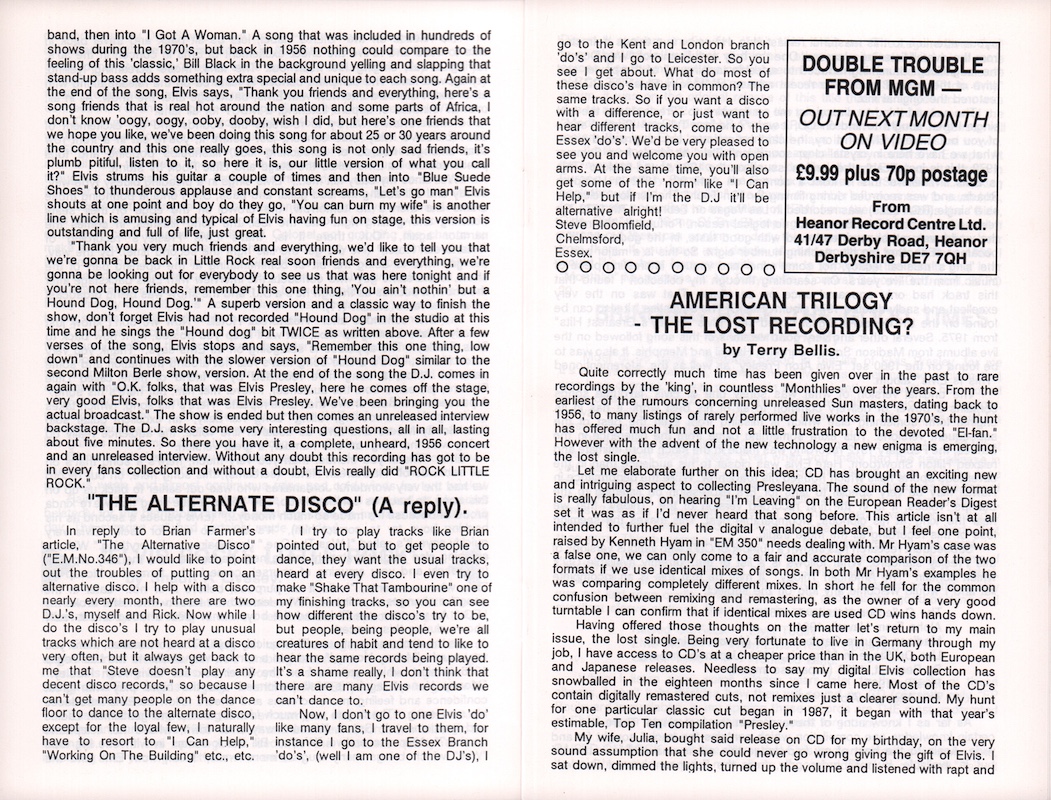 band, then into "I Got A Woman." A song that was included in hundreds of
shows during the 1970's, but back in 1956 nothing could compare to the
feeling of this 'classic,' Bill Black in the background yelling and slapping that
stand-up bass adds something extra special and unique to each song. Again at
the end of the song, Elvis says, "Thank you friends and everything, here's a
song friends that is real hot around the nation and some parts of Africa, I
don't know 'oogy, oogy, ooby, dooby, wish I did, but here's one friends that
we hope you like, we've been doing this song for about 25 or 30 years around
the country and this one really goes, this song is not only sad friends, it's
plumb pitiful, listen to it, so here it is, our little version of what you call
it?" Elvis strums his guitar a couple of times and then into "Blue Suede
Shoes" to thunderous applause and constant screams, "Let's go man" Elvis
shouts at one point and boy do they go, "You can burn my wife" is another
line which is amusing and typical of Elvis having fun on stage, this version is
outstanding and full of life, just great.
"Thank you very much friends and everything, we'd like to tell you that
we're gonna be back in Little Rock real soon friends and everything, we're
gonna be looking out for everybody to see us that was here tonight and if
you're not here friends, remember this one thing, 'You ain't nothin' but a
Hound Dog, Hound Dog.'" A superb version and a classic way to finish the
show, don't forget Elvis had not recorded "Hound Dog" in the studio at this
time and he sings the "Hound dog" bit TWICE as written above. After a few
verses of the song, Elvis stops and says, "Remember this one thing, low
down" and continues with the slower version of "Hound Dog" similar to the
second Milton Berle show, version. At the end of the song the D.J. comes in
again with "O.K. folks, that was Elvis Presley, here he comes off the stage,
very good Elvis, folks that was Elvis Presley. We've been bringing you the
actual broadcast." The show is ended but then comes an unreleased interview
backstage. The D.J. asks some very interesting questions, all in all, lasting
about five minutes. So there you have it, a complete, unheard, 1956 concert
and an unreleased interview. Without any doubt this recording has got to be
in every fans collection and without a doubt, Elvis really did "ROCK LITTLE
ROCK."
"THE ALTERNATE DISCO" (A reply).
In reply to Brian Farmer's
article, "The Alternative Disco"
("E.M.No.346"), I would like to point
out the troubles of putting on an
alternative disco. I help with a disco
nearly every month, there are two
D.J.'s, myself and Rick. Now while I
do the disco's I try to play unusual
tracks which are not heard at a disco
very often, but it always get back to
me that "Steve doesn't play any
decent disco records," so because I
can't get many people on the dance
floor to dance to the alternate disco,
except for the loyal few, I naturally
have to resort to "I Can Help,"
"Working On The Building" etc., etc.
I try to play tracks like Brian
pointed out, but to get people to
dance, they want the usual tracks,
heard at every disco. I even try to
make "Shake That Tambourine" one of
my finishing tracks, so you can see
how different the disco's try to be,
but people, being people, we're all
creatures of habit and tend to like to
hear the same records being played.
It's a shame really, I don't think that
there are many Elvis records we
can't dance to.
Now, I don't go to one Elvis 'do'
like many fans, I travel to them, for
instance I go to the Essex Branch
'do's', (well I am one of the DJ's), I
go to the Kent and London branch
'do's' and I go to Leicester. So you
see I get about. What do most of
these disco's have in common? The
same tracks. So if you want a disco
with a difference, or just want to
hear different tracks, come to the
Essex 'do's'. We'd be very pleased to
see you and welcome you with open
arms. At the same time, you'll also
get some of the 'norm' like "I Can
Help," but if I'm the D.J it'll be
alternative alright!
Steve Bloomfield,
Chelmsford,
Essex.
DOUBLE TROUBLE
FROM MGM —
OUT NEXT MONTH
ON VIDEO
£9.99 plus 70p postage
From
Heanor Record Centre Ltd.
41/47 Derby Road, Heanor
Derbyshire DE7 7QH
AMERICAN TRILOGY
- THE LOST RECORDING?
by Terry Bellis.
Quite correctly much time has been given over in the past to rare
recordings by the 'king', in countless "Monthlies" over the years. From the
earliest of the rumours concerning unreleased Sun masters, dating back to
1956, to many listings of rarely performed live works in the 1970's, the hunt
has offered much fun and not a little frustration to the devoted "El-fan."
However with the advent of the new technology a new enigma is emerging,
the lost single.
Let me elaborate further on this idea; CD has brought an exciting new
and intriguing aspect to collecting Presleyana. The sound of the new format
is really fabulous, on hearing "I'm Leaving" on the European Reader's Digest
set it was as if I'd never heard that song before. This article isn't at all
intended to further fuel the digital v analogue debate, but I feel one point,
raised by Kenneth Hyam in "EM 350" needs dealing with. Mr Hyam's case was
a false one, we can only come to a fair and accurate comparison of the two
formats if we use identical mixes of songs. In both Mr Hyam's examples he
was comparing completely different mixes. In short he fell for the common
confusion between remixing and remastering, as the owner of a very good
turntable I can confirm that if identical mixes are used CD wins hands down.
Having offered those thoughts on the matter let's return to my main
issue, the lost single. Being very fortunate to live in Germany through my
job, I have access to CD's at a cheaper price than in the UK, both European
and Japanese releases. Needless to say my digital Elvis collection has
snowballed in the eighteen months since I came here. Most of the CD's
contain digitally remastered cuts, not remixes just a clearer sound. My hunt
for one particular classic cut began in 1987, it began with that year's
estimable, Top Ten compilation "Presley."
My wife, Julia, bought said release on CD for my birthday, on the very
sound assumption that she could never go wrong giving the gift of Elvis. I
sat down, dimmed the lights, turned up the volume and listened with rapt and